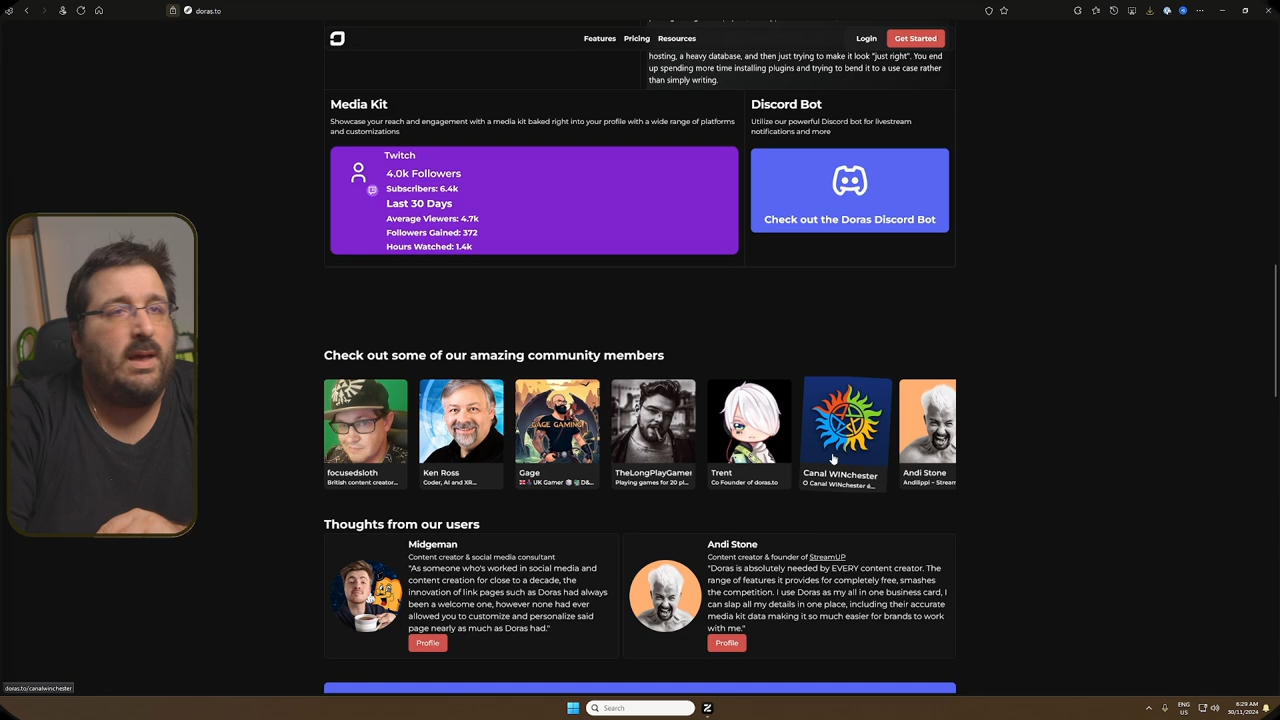 doras.to
Features Pricing Resources Login Get Started
hosting, a heavy database, and then just trying to make it look "just right". You end
up spending more time installing plugins and trying to bend it to a use case rather
than simply writing.
Media Kit
Showcase your reach and engagement with a media kit baked right into your profile with a wide range of platforms
and customizations
Twitch
4.0k Followers
Subscribers: 6.4k
Last 30 Days
Average Viewers: 4.7k
Followers Gained: 372
Hours Watched: 1.4k
Discord Bot
Utilize our powerful Discord bot for livestream
notifications and more
Check out the Doras Discord Bot
Check out some of our amazing community members
GAGE GAMING!
focusedsloth
British content creator...
Ken Ross
Coder, AI and XR...
Gage
UK Gamer D&...
TheLongPlayGamer
Playing games for 20 pl...
Trent
Co Founder of doras.to
Canal WINchester
O Canal WINchester é...
Andi Stone
Andilippi – Stream
Thoughts from our users
Midgeman
Content creator & social media consultant
"As someone who's worked in social media and
content creation for close to a decade, the
innovation of link pages such as Doras had always
been a welcome one, however none had ever
allowed you to customize and personalize said
page nearly as much as Doras had."
Profile
Andi Stone
Content creator & founder of StreamUP
"Doras is absolutely needed by EVERY content creator. The
range of features it provides for completely free, smashes
the competition. I use Doras as my all in one business card, I
can slap all my details in one place, including their accurate
media kit data making it so much easier for brands to work
with me."
Profile
doras.to/canalwinchester
Search
ENG
US
6:29 AM
30/11/2024